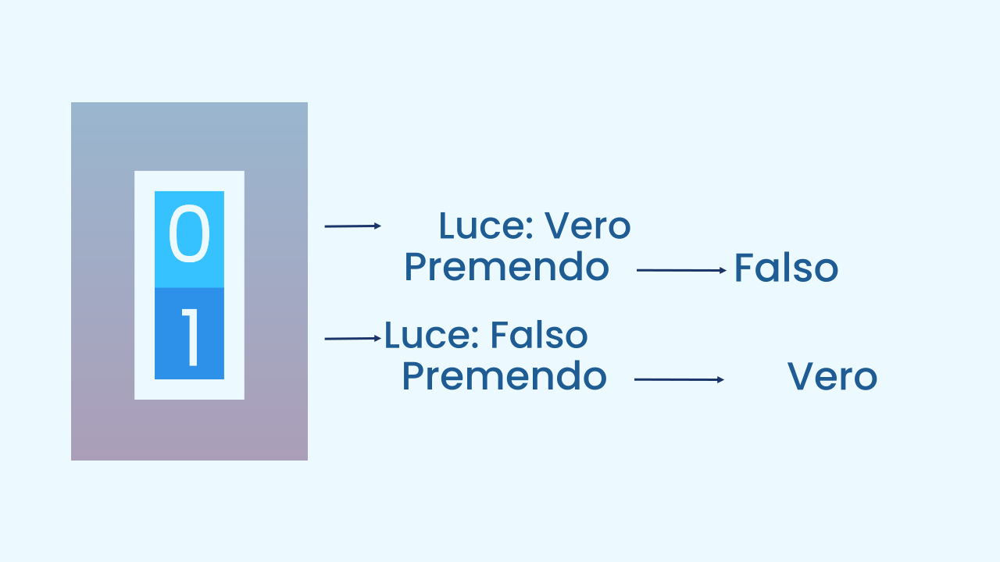 0
Luce: Vero
Premendo Falso
1
Luce: Falso
Premendo Vero